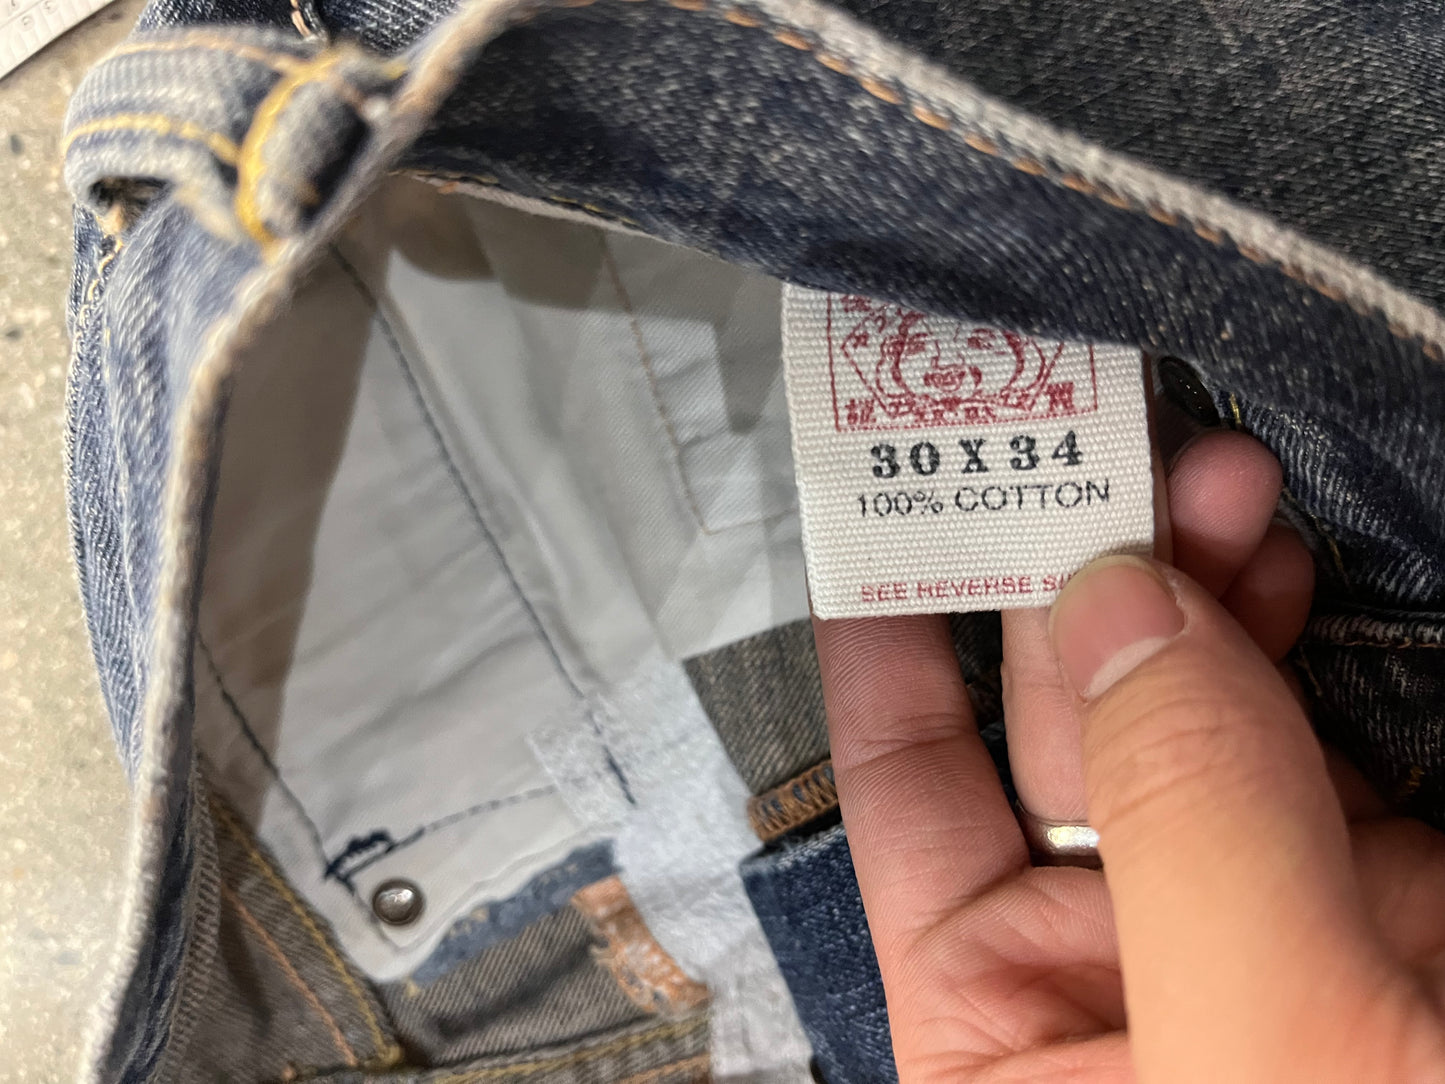 30 X 34
100% COTTON
SEE REVERSE